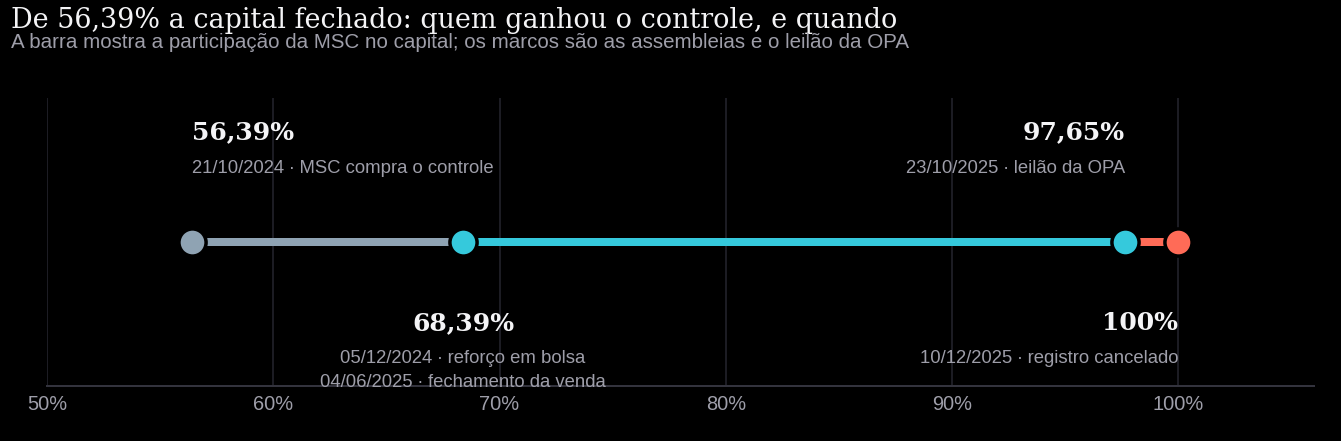 De 56,39% a capital fechado: quem ganhou o controle, e quando
A barra mostra a participação da MSC no capital; os marcos são as assembleias e o leilão da OPA
56,39%
21/10/2024 · MSC compra o controle
97,65%
23/10/2025 · leilão da OPA
68,39%
05/12/2024 · reforço em bolsa
04/06/2025 · fechamento da venda
100%
10/12/2025 · registro cancelado
50% 60% 70% 80% 90% 100%